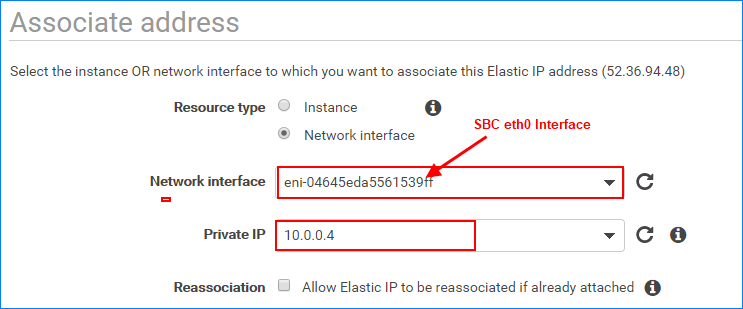 Associate address
Select the instance OR network interface to which you want to associate this Elastic IP address (52.36.94.48)
Resource type Instance
Network interface
SBC eth0 Interface
Network interface eni-04645eda5561539ff
Private IP 10.0.0.4
Reassociation Allow Elastic IP to be reassociated if already attached